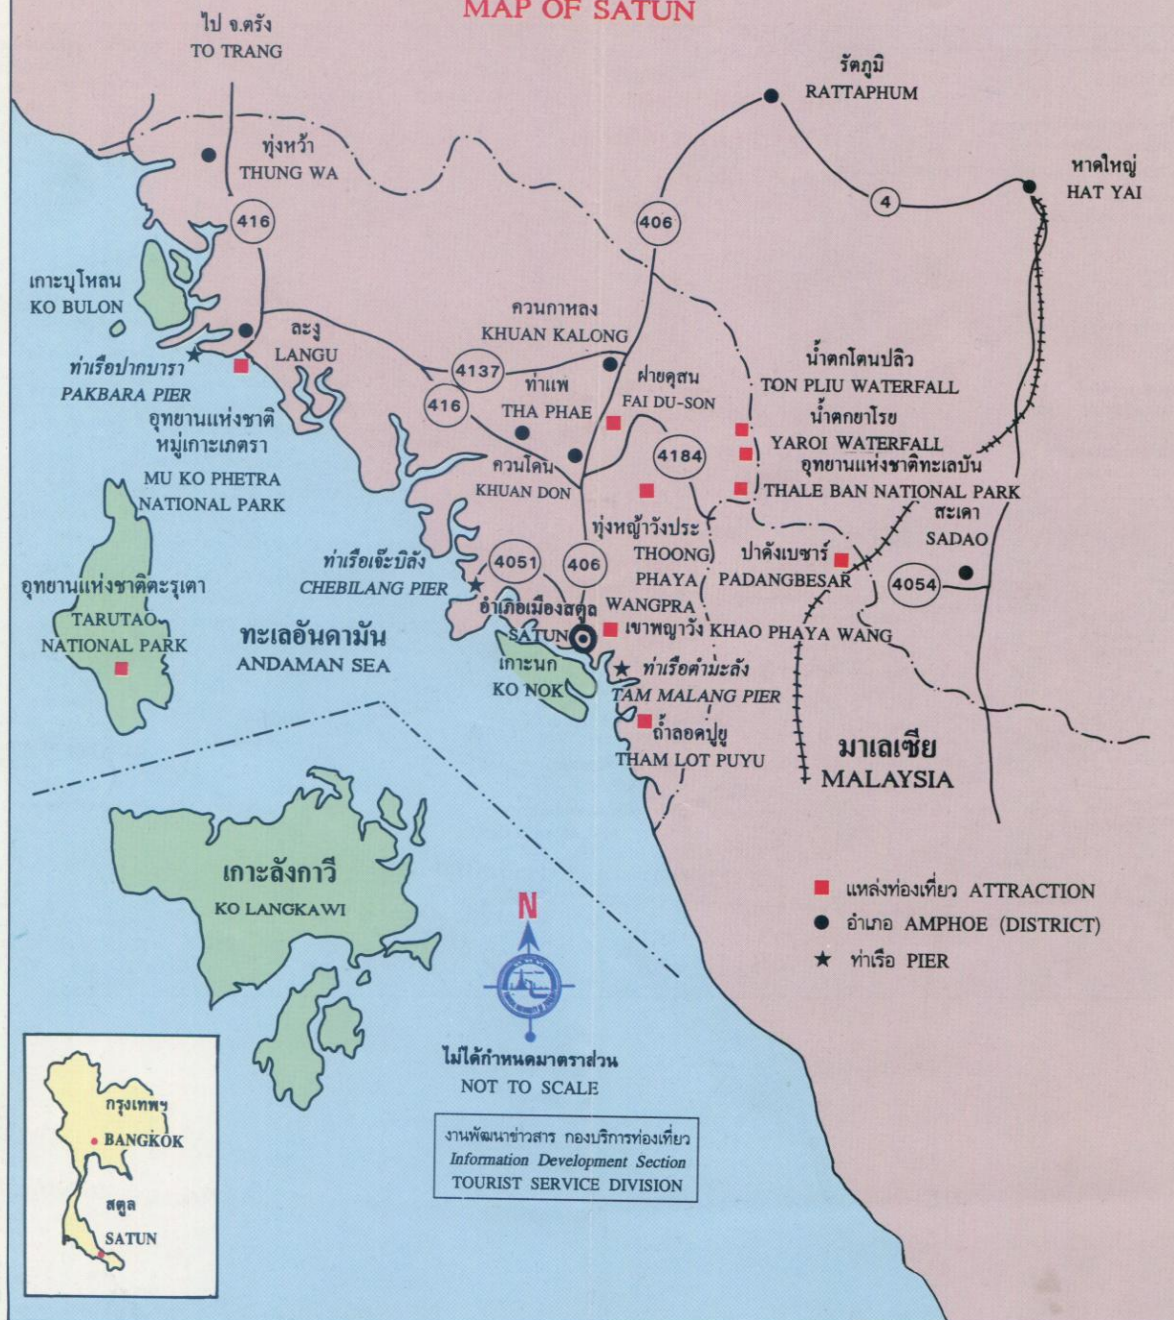 MAP OF SATUN
ไป จ.ตรัง
TO TRANG
รัตภูมิ
RATTAPHUM
ทุ่งหว้า
THUNG WA
หาดใหญ่
HAT YAI
416
406
4
เกาะบุโหลน
KO BULON
ละงู
LANGU
ควนกาหลง
KHUAN KALONG
ท่าเรือปากบารา
PAKBARA PIER
4137
416
ท่าแพ
THA PHAE
ฝายดุสน
FAI DU-SON
น้ำตกโตนปลิว
TON PLIU WATERFALL
น้ำตกยาโรย
YAROI WATERFALL
อุทยานแห่งชาติ
หมู่เกาะเภตรา
MU KO PHETRA
NATIONAL PARK
ควนโดน
KHUAN DON
4184
อุทยานแห่งชาติทะเลบัน
THALE BAN NATIONAL PARK
สะเดา
SADAO
ทุ่งหญ้าวังประ
THOONG
PHAYA
WANGPRA
ปาดังเบซาร์
PADANGBESAR
4054
ท่าเรือเจ๊ะบิลัง
CHEBILANG PIER
4051
406
อุทยานแห่งชาติตะรุเตา
TARUTAO
NATIONAL PARK
ทะเลอันดามัน
ANDAMAN SEA
อำเภอเมืองสตูล
SATUN
เขาพญาวัง KHAO PHAYA WANG
เกาะนก
KO NOK
ท่าเรือตำมะลัง
TAM MALANG PIER
ถ้ำลอดปูยู
THAM LOT PUYU
มาเลเซีย
MALAYSIA
เกาะลังกาวี
KO LANGKAWI
แหล่งท่องเที่ยว ATTRACTION
อำเภอ AMPHOE (DISTRICT)
ท่าเรือ PIER
N
ไม่ได้กำหนดมาตราส่วน
NOT TO SCALE
งานพัฒนาข่าวสาร กองบริการท่องเที่ยว
Information Development Section
TOURIST SERVICE DIVISION
กรุงเทพฯ
BANGKOK
สตูล
SATUN